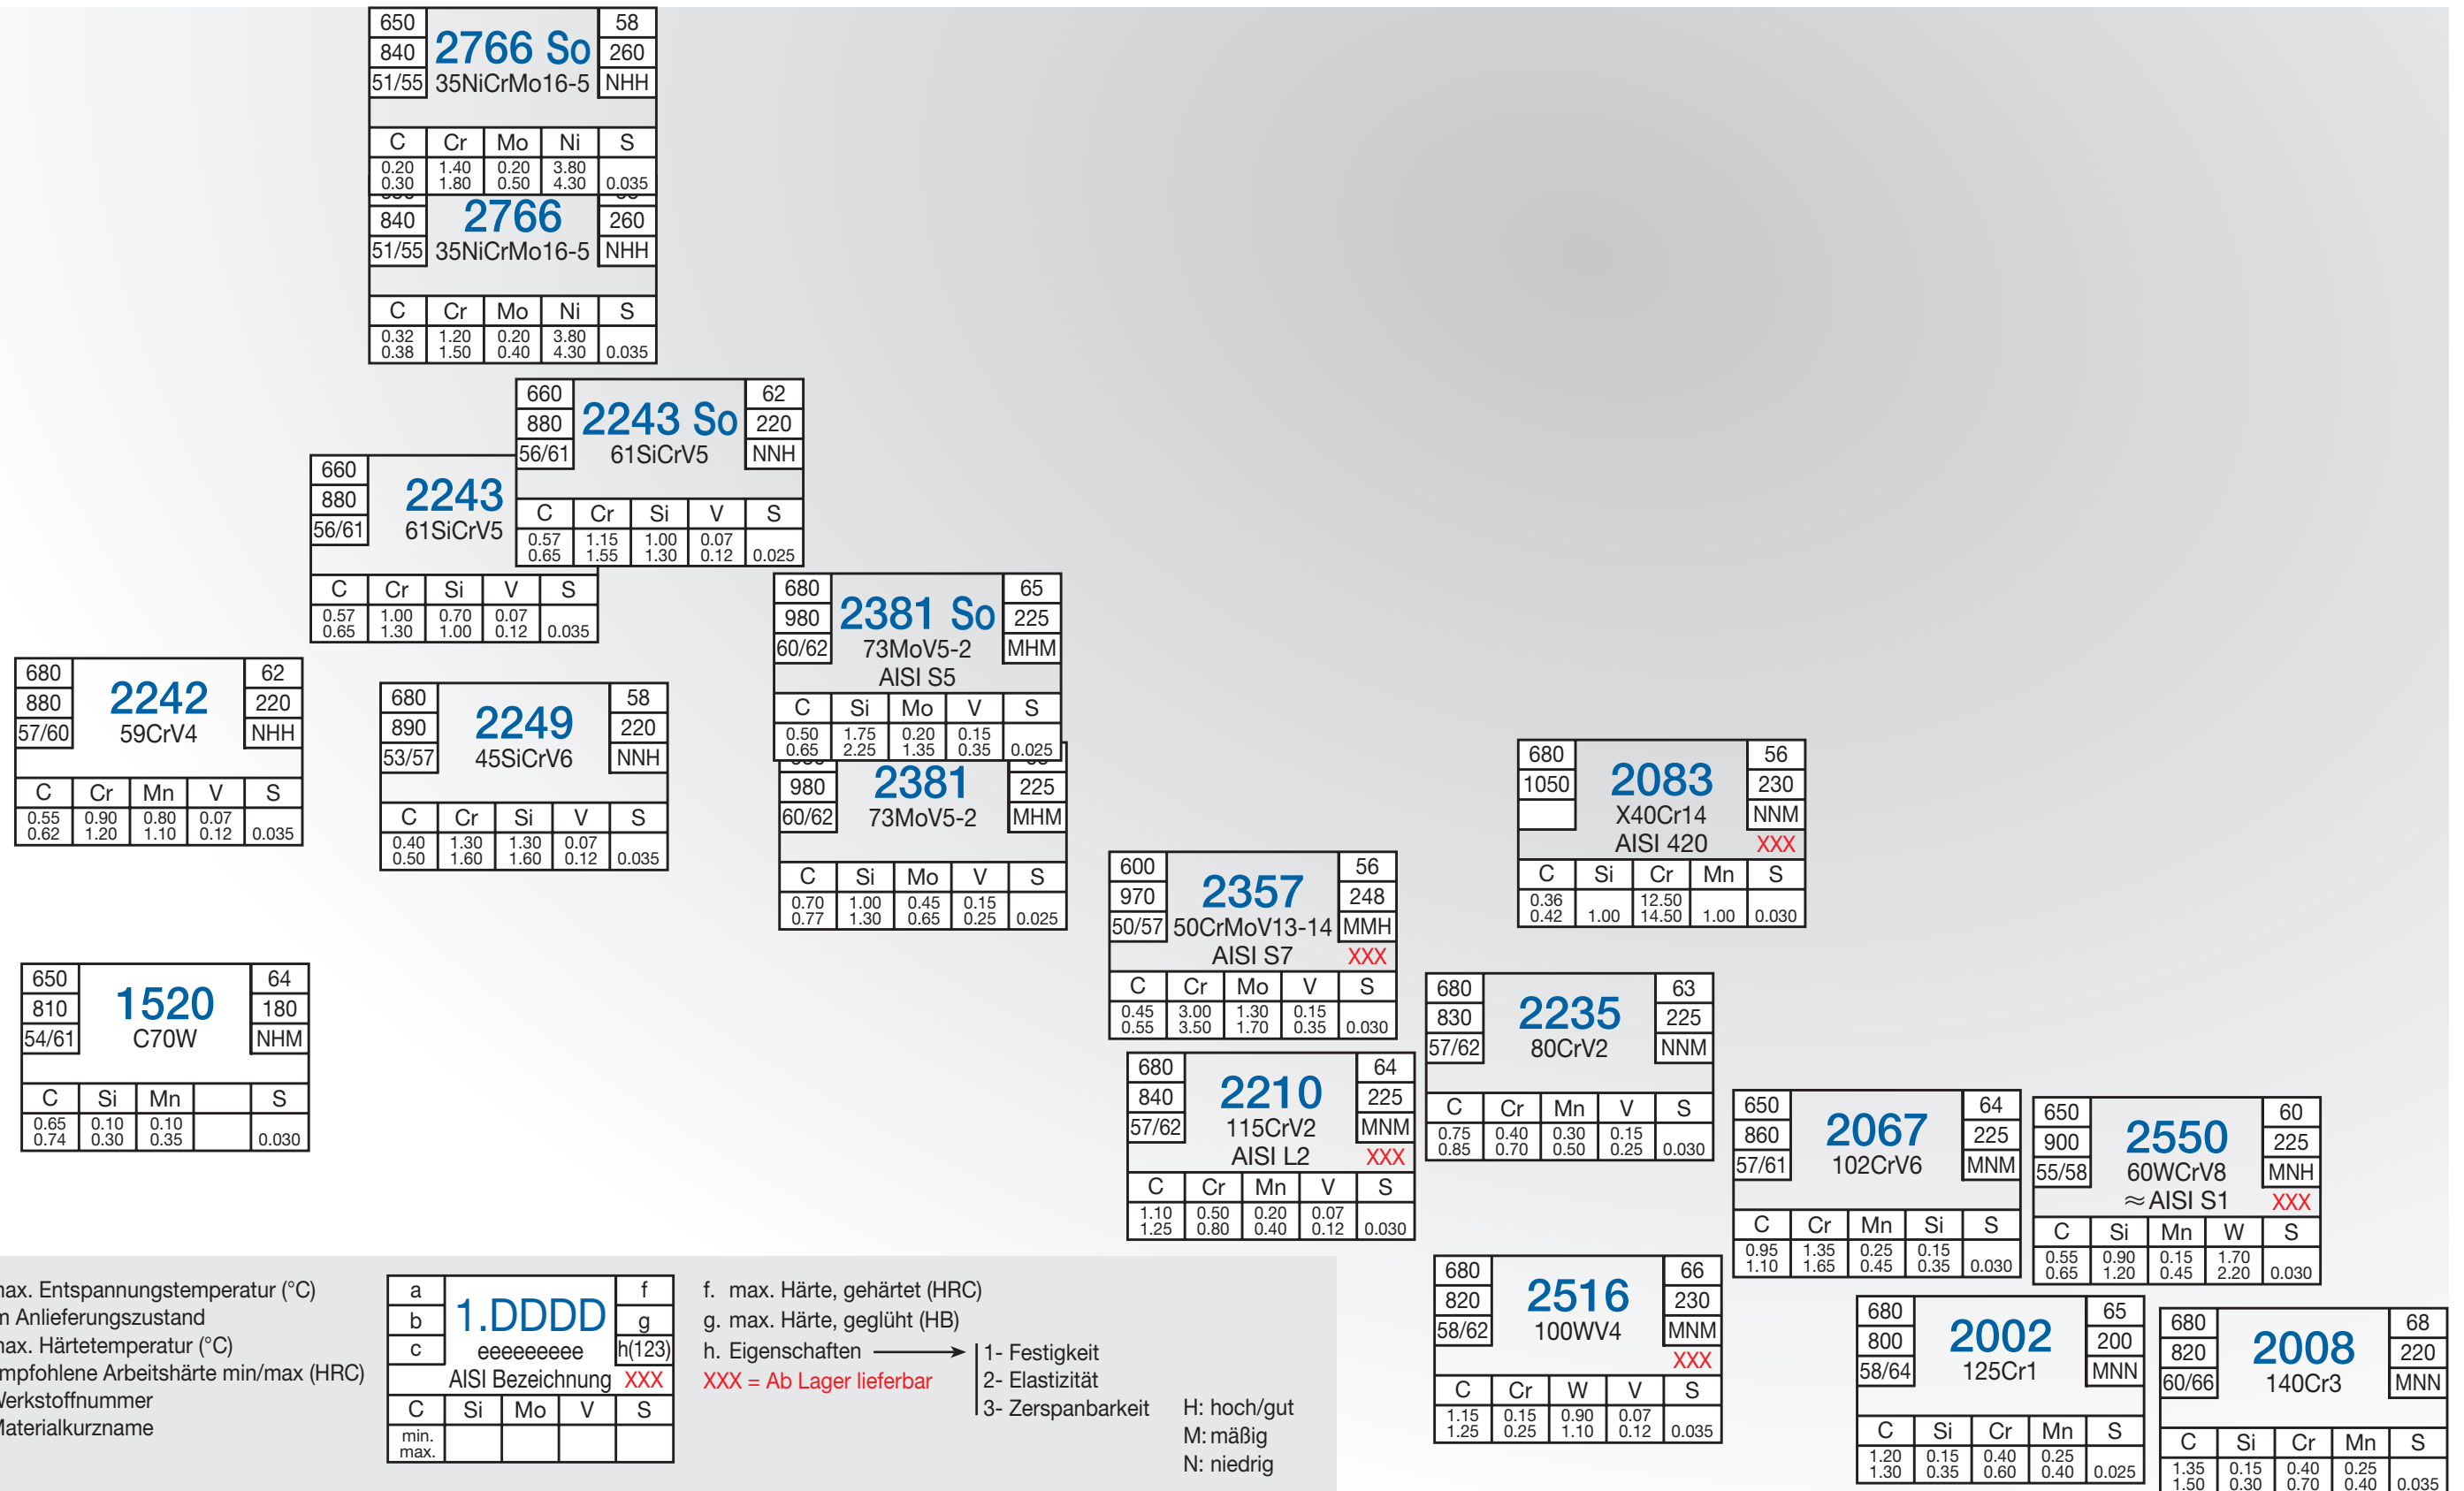 650 2766 So 58
840 260
51/55 35NiCrMo16-5 NHH
C Cr Mo Ni S
0.20 1.40 0.20 3.80
0.30 1.80 0.50 4.30 0.035
840 2766 260
51/55 35NiCrMo16-5 NHH
C Cr Mo Ni S
0.32 1.20 0.20 3.80
0.38 1.50 0.40 4.30 0.035
660 2243 So 62
880 220
56/61 61SiCrV5 NNH
C Cr Si V S
0.57 1.15 1.00 0.07
0.65 1.55 1.30 0.12 0.025
660 2243
880
56/61 61SiCrV5
C Cr Si V S
0.57 1.00 0.70 0.07
0.65 1.30 1.00 0.12 0.035
680 2381 So 65
980 225
60/62 73MoV5-2 MHM
AISI S5
C Si Mo V S
0.50 1.75 0.20 0.15
0.65 2.25 1.35 0.35 0.025
980 2381 225
60/62 73MoV5-2 MHM
C Si Mo V S
0.70 1.00 0.45 0.15
0.77 1.30 0.65 0.25 0.025
680 2242 62
880 220
57/60 59CrV4 NHH
C Cr Mn V S
0.55 0.90 0.80 0.07
0.62 1.20 1.10 0.12 0.035
680 2249 58
890 220
53/57 45SiCrV6 NNH
C Cr Si V S
0.40 1.30 1.30 0.07
0.50 1.60 1.60 0.12 0.035
680 2083 56
1050 230
X40Cr14 NNM
AISI 420 XXX
C Si Cr Mn S
0.36 12.50
0.42 1.00 14.50 1.00 0.030
600 2357 56
970 248
50/57 50CrMoV13-14 MMH
AISI S7 XXX
C Cr Mo V S
0.45 3.00 1.30 0.15
0.55 3.50 1.70 0.35 0.030
650 1520 64
810 180
54/61 C70W NHM
C Si Mn S
0.65 0.10 0.10
0.74 0.30 0.35 0.030
680 2235 63
830 225
57/62 80CrV2 NNM
C Cr Mn V S
0.75 0.40 0.30 0.15
0.85 0.70 0.50 0.25 0.030
680 2210 64
840 225
57/62 115CrV2 MNM
AISI L2 XXX
C Cr Mn V S
1.10 0.50 0.20 0.07
1.25 0.80 0.40 0.12 0.030
650 2067 64
860 225
57/61 102CrV6 MNM
C Cr Mn Si S
0.95 1.35 0.25 0.15
1.10 1.65 0.45 0.35 0.030
650 2550 60
900 225
55/58 60WCrV8 MNH
≈AISI S1 XXX
C Si Mn W S
0.55 0.90 0.15 1.70
0.65 1.20 0.45 2.20 0.030
680 2516 66
820 230
58/62 100WV4 MNM
XXX
C Cr W V S
1.15 0.15 0.90 0.07
1.25 0.25 1.10 0.12 0.035
680 2002 65
800 200
58/64 125Cr1 MNN
C Si Cr Mn S
1.20 0.15 0.40 0.25
1.30 0.35 0.60 0.40 0.025
680 2008 68
820 220
60/66 140Cr3 MNN
C Si Cr Mn S
1.35 0.15 0.40 0.25
1.50 0.30 0.70 0.40 0.035
max. Entspannungstemperatur (°C)
m Anlieferungszustand
max. Härtetemperatur (°C)
mpfohlene Arbeitshärte min/max (HRC)
Werkstoffnummer
Materialkurzname
a 1.DDDD f
b g
c eeeeeeeee h(123)
AISI Bezeichnung XXX
C Si Mo V S
min.
max.
f. max. Härte, gehärtet (HRC)
g. max. Härte, geglüht (HB)
h. Eigenschaften
XXX = Ab Lager lieferbar
1- Festigkeit
2- Elastizität
3- Zerspanbarkeit
H: hoch/gut
M: mäßig
N: niedrig